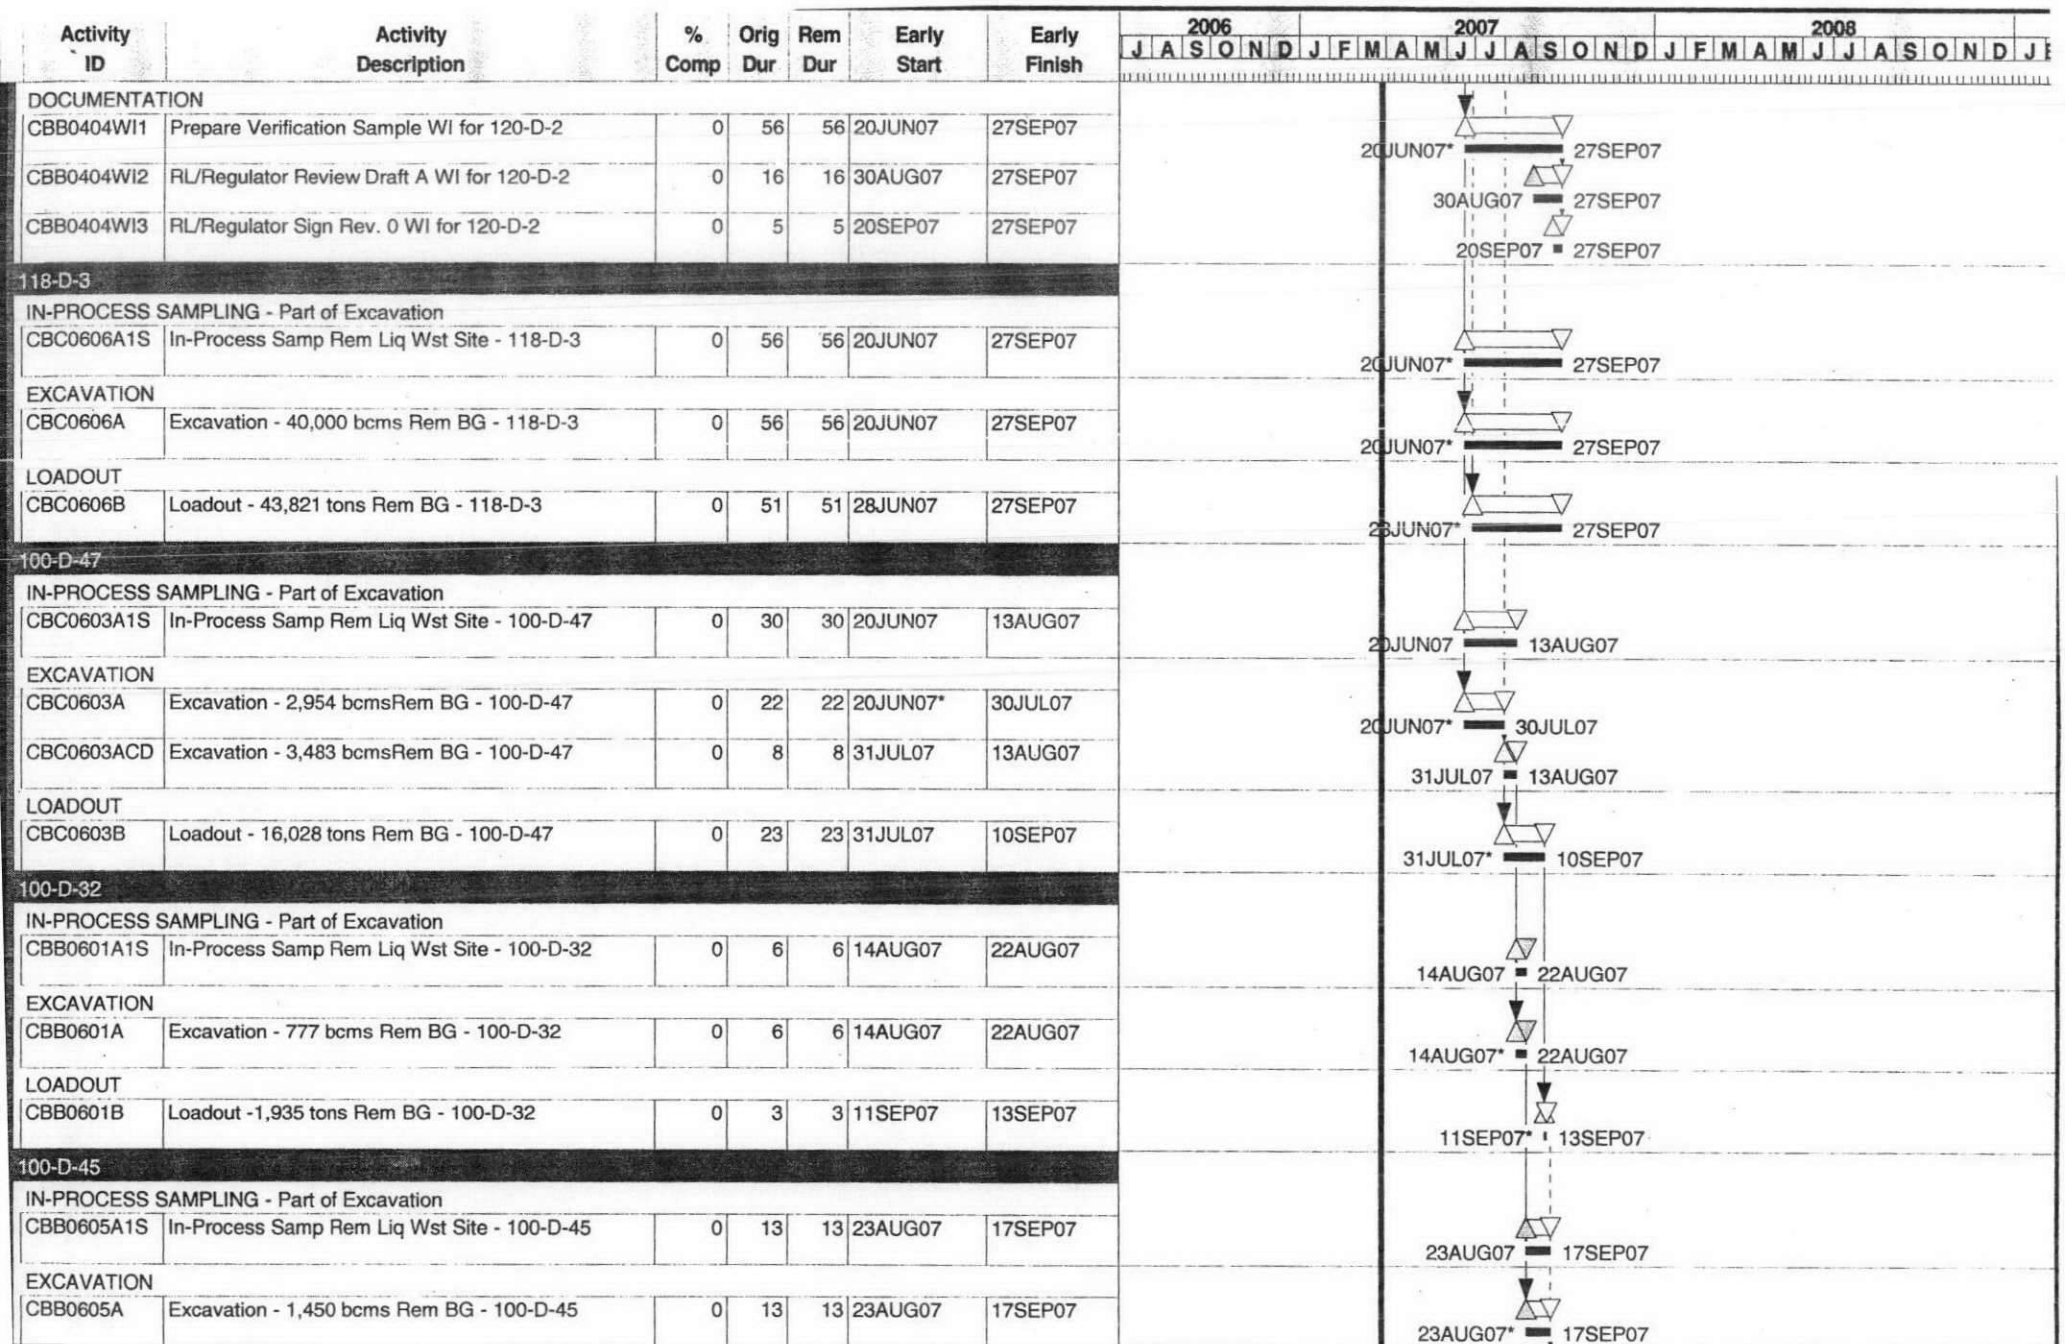 Activity ID Activity Description % Comp Orig Dur Rem Dur Early Start Early Finish
2006 2007 2008
J A S O N D J F M A M J J A S O N D J F M A M J J A S O N D J
DOCUMENTATION
CBB0404WI1 Prepare Verification Sample WI for 120-D-2 0 56 56 20JUN07 27SEP07
20JUN07* 27SEP07
CBB0404WI2 RL/Regulator Review Draft A WI for 120-D-2 0 16 16 30AUG07 27SEP07
30AUG07 27SEP07
CBB0404WI3 RL/Regulator Sign Rev. 0 WI for 120-D-2 0 5 5 20SEP07 27SEP07
20SEP07 27SEP07
118-D-3
IN-PROCESS SAMPLING - Part of Excavation
CBC0606A1S In-Process Samp Rem Liq Wst Site - 118-D-3 0 56 56 20JUN07 27SEP07
20JUN07* 27SEP07
EXCAVATION
CBC0606A Excavation - 40,000 bcms Rem BG - 118-D-3 0 56 56 20JUN07 27SEP07
20JUN07* 27SEP07
LOADOUT
CBC0606B Loadout - 43,821 tons Rem BG - 118-D-3 0 51 51 28JUN07 27SEP07
28JUN07* 27SEP07
100-D-47
IN-PROCESS SAMPLING - Part of Excavation
CBC0603A1S In-Process Samp Rem Liq Wst Site - 100-D-47 0 30 30 20JUN07 13AUG07
20JUN07 13AUG07
EXCAVATION
CBC0603A Excavation - 2,954 bcmsRem BG - 100-D-47 0 22 22 20JUN07* 30JUL07
20JUN07* 30JUL07
CBC0603ACD Excavation - 3,483 bcmsRem BG - 100-D-47 0 8 8 31JUL07 13AUG07
31JUL07 13AUG07
LOADOUT
CBC0603B Loadout - 16,028 tons Rem BG - 100-D-47 0 23 23 31JUL07 10SEP07
31JUL07* 10SEP07
100-D-32
IN-PROCESS SAMPLING - Part of Excavation
CBB0601A1S In-Process Samp Rem Liq Wst Site - 100-D-32 0 6 6 14AUG07 22AUG07
14AUG07 22AUG07
EXCAVATION
CBB0601A Excavation - 777 bcms Rem BG - 100-D-32 0 6 6 14AUG07 22AUG07
14AUG07* 22AUG07
LOADOUT
CBB0601B Loadout -1,935 tons Rem BG - 100-D-32 0 3 3 11SEP07 13SEP07
11SEP07* 13SEP07
100-D-45
IN-PROCESS SAMPLING - Part of Excavation
CBB0605A1S In-Process Samp Rem Liq Wst Site - 100-D-45 0 13 13 23AUG07 17SEP07
23AUG07 17SEP07
EXCAVATION
CBB0605A Excavation - 1,450 bcms Rem BG - 100-D-45 0 13 13 23AUG07 17SEP07
23AUG07* 17SEP07